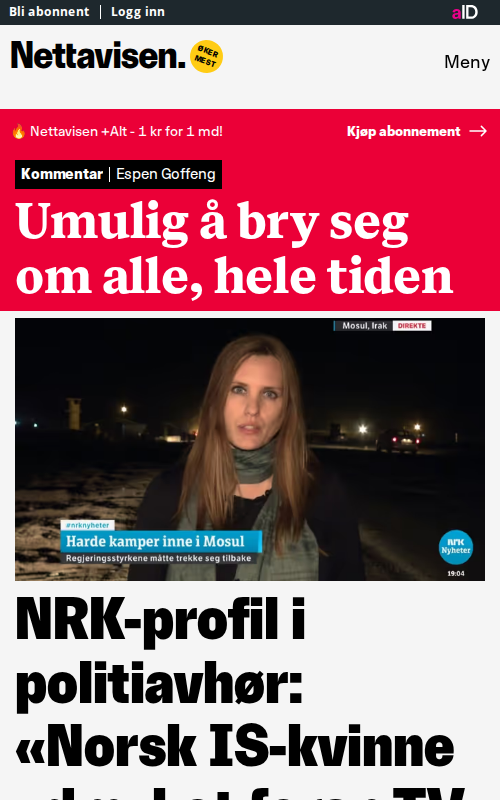 Bli abonnent | Logg inn
aID
Nettavisen.
ØKER
MEST
Meny
🔥 Nettavisen +Alt - 1 kr for 1 md!
Kjøp abonnement →
Kommentar | Espen Goffeng
Umulig å bry seg
om alle, hele tiden
Mosul, Irak DIREKTE
#nrknyheter
Harde kamper inne i Mosul
Regjeringsstyrkene måtte trekke seg tilbake
NRK
Nyheter
19:04
NRK-profil i
politiavhør:
«Norsk IS-kvinne
TV